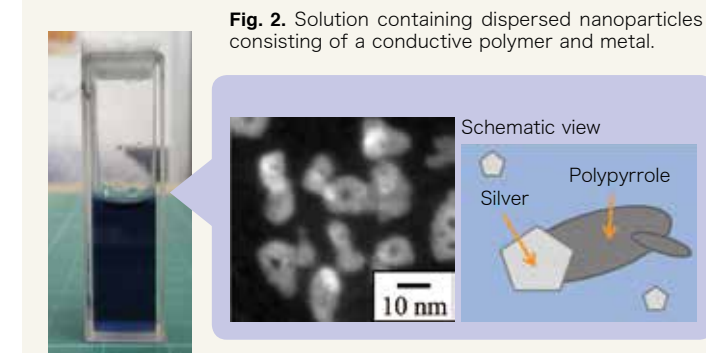 Fig. 2. Solution containing dispersed nanoparticles
consisting of a conductive polymer and metal.
Schematic view
Polypyrrole
Silver
10 nm